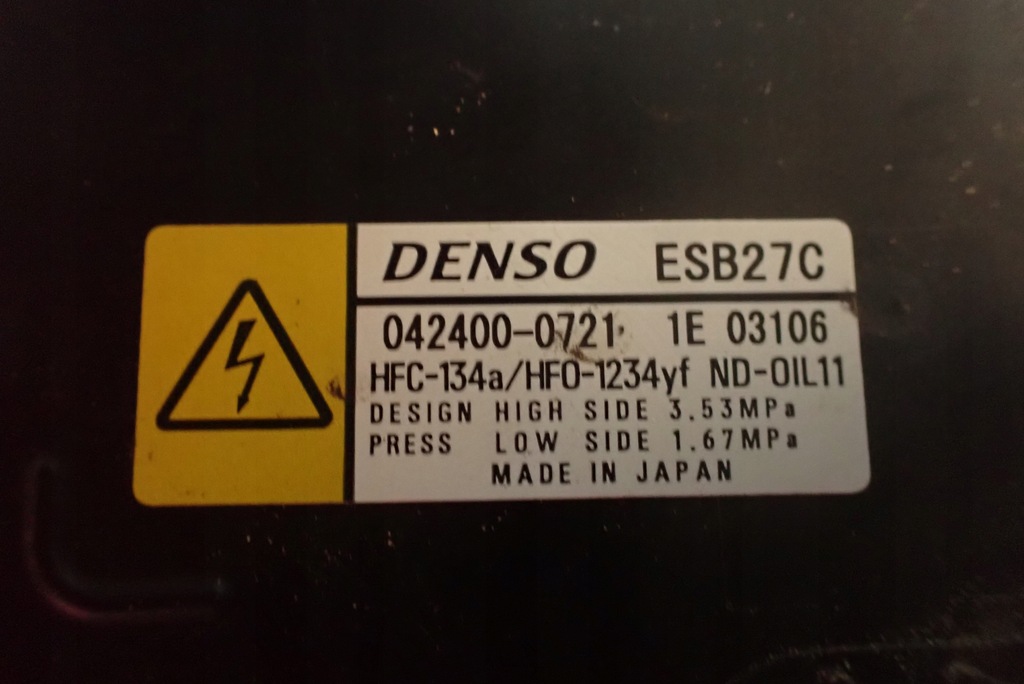 DENSO ESB27C
042400-0721 1E 03106
HFC-134a/HFO-1234yf ND-OIL11
DESIGN HIGH SIDE 3.53MPa
PRESS LOW SIDE 1.67MPa
MADE IN JAPAN